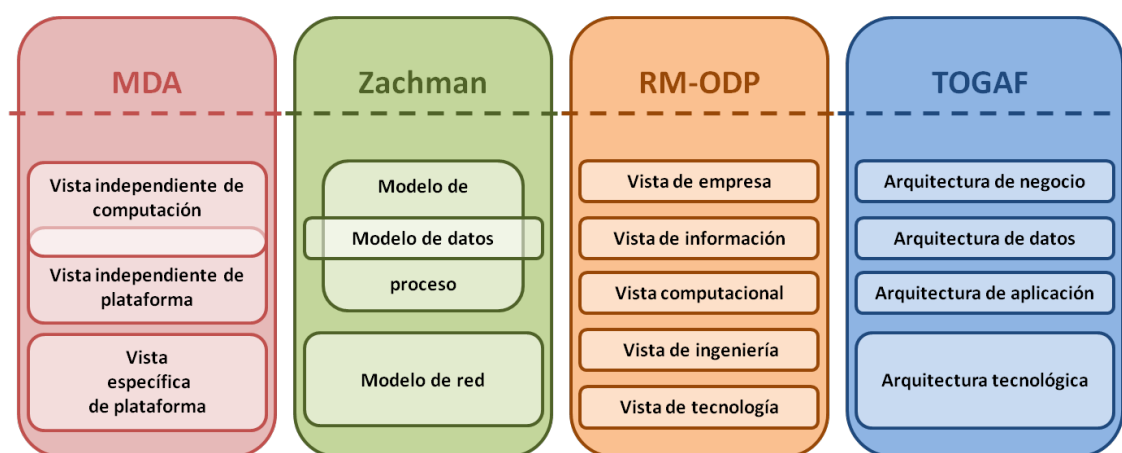 MDA
Vista independiente de
computación
Vista independiente de
plataforma
Vista
específica
de plataforma
Zachman
Modelo de
Modelo de datos
proceso
Modelo de red
RM-ODP
Vista de empresa
Vista de información
Vista computacional
Vista de ingeniería
Vista de tecnología
TOGAF
Arquitectura de negocio
Arquitectura de datos
Arquitectura de aplicación
Arquitectura tecnológica